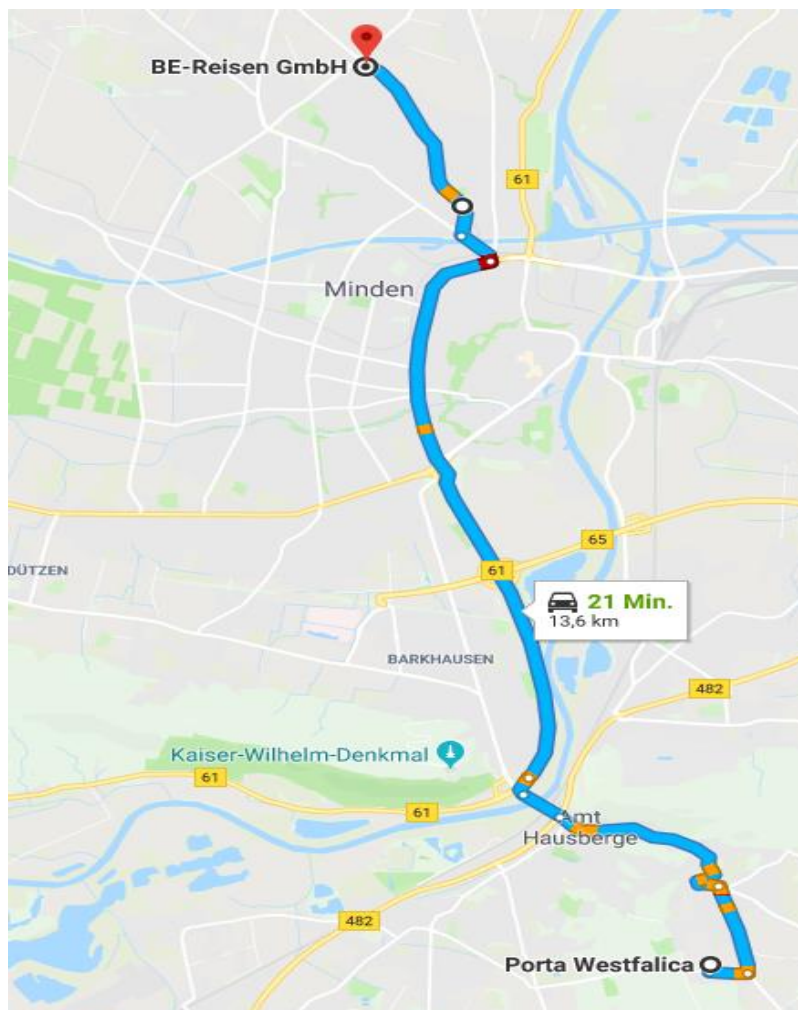 BE-Reisen GmbH
61
Minden
65
61
DÜTZEN
21 Min.
13,6 km
BARKHAUSEN
482
Kaiser-Wilhelm-Denkmal
61
61
Amt
Hausberge
482
Porta Westfalica